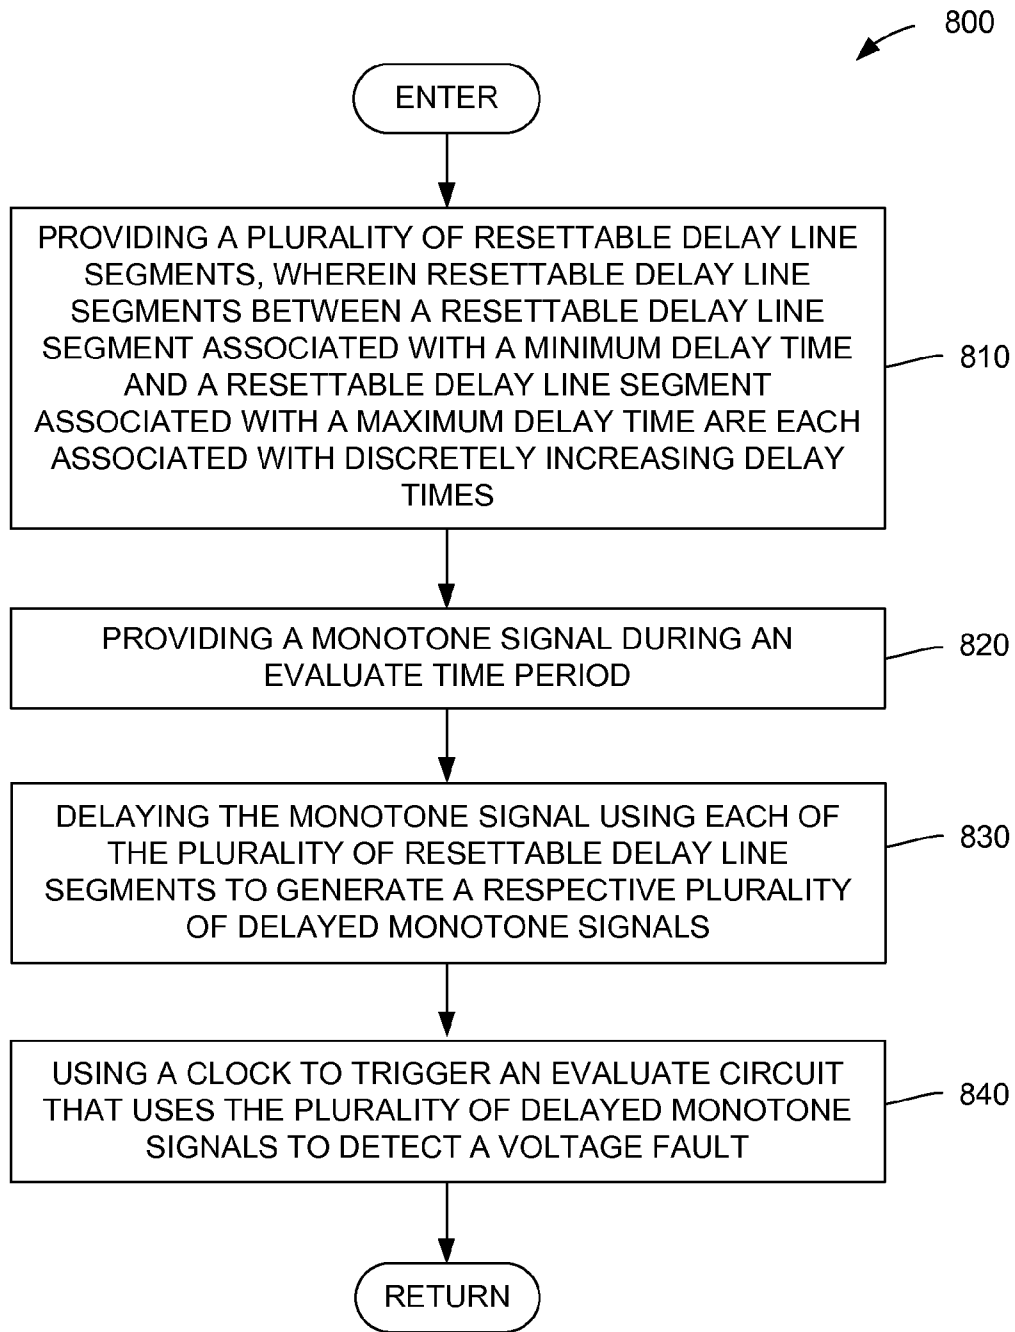 800
ENTER
PROVIDING A PLURALITY OF RESETTABLE DELAY LINE
SEGMENTS, WHEREIN RESETTABLE DELAY LINE
SEGMENTS BETWEEN A RESETTABLE DELAY LINE
SEGMENT ASSOCIATED WITH A MINIMUM DELAY TIME
AND A RESETTABLE DELAY LINE SEGMENT
ASSOCIATED WITH A MAXIMUM DELAY TIME ARE EACH
ASSOCIATED WITH DISCRETELY INCREASING DELAY
TIMES
810
PROVIDING A MONOTONE SIGNAL DURING AN
EVALUATE TIME PERIOD
820
DELAYING THE MONOTONE SIGNAL USING EACH OF
THE PLURALITY OF RESETTABLE DELAY LINE
SEGMENTS TO GENERATE A RESPECTIVE PLURALITY
OF DELAYED MONOTONE SIGNALS
830
USING A CLOCK TO TRIGGER AN EVALUATE CIRCUIT
THAT USES THE PLURALITY OF DELAYED MONOTONE
SIGNALS TO DETECT A VOLTAGE FAULT
840
RETURN